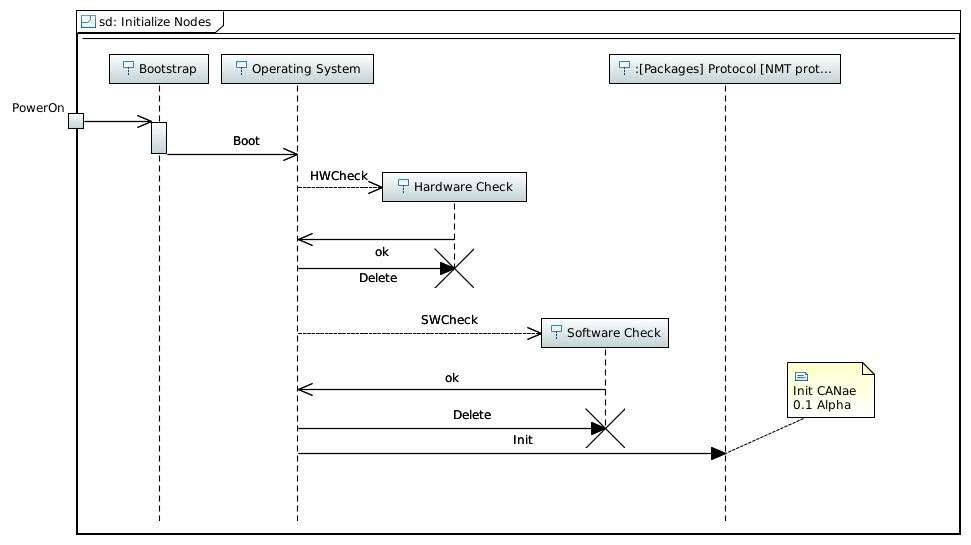 sd: Initialize Nodes
Bootstrap
Operating System
:[Packages] Protocol [NMT prot...
PowerOn
Boot
HWCheck
Hardware Check
ok
Delete
SWCheck
Software Check
ok
Init CANae
0.1 Alpha
Delete
Init